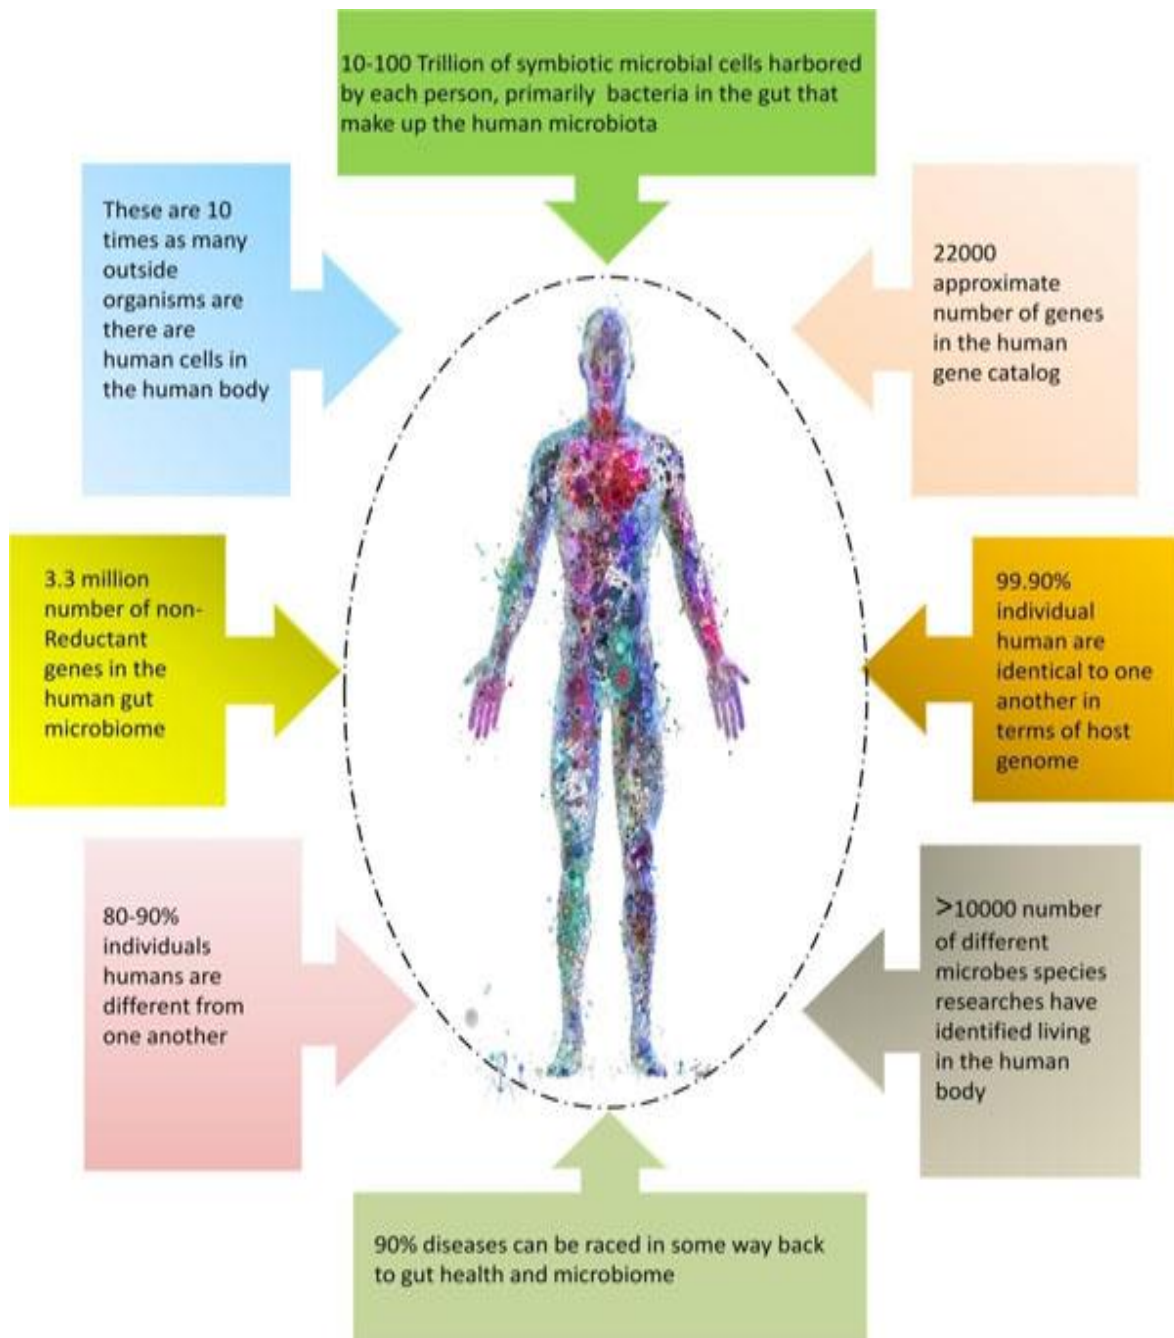 10-100 Trillion of symbiotic microbial cells harbored
by each person, primarily bacteria in the gut that
make up the human microbiota
These are 10
times as many
outside
organisms are
there are
human cells in
the human body
22000
approximate
number of genes
in the human
gene catalog
3.3 million
number of non-
Reductant
genes in the
human gut
microbiome
99.90%
individual
human are
identical to one
another in
terms of host
genome
80-90%
individuals
humans are
different from
one another
>10000 number
of different
microbes species
researches have
identified living
in the human
body
90% diseases can be raced in some way back
to gut health and microbiome